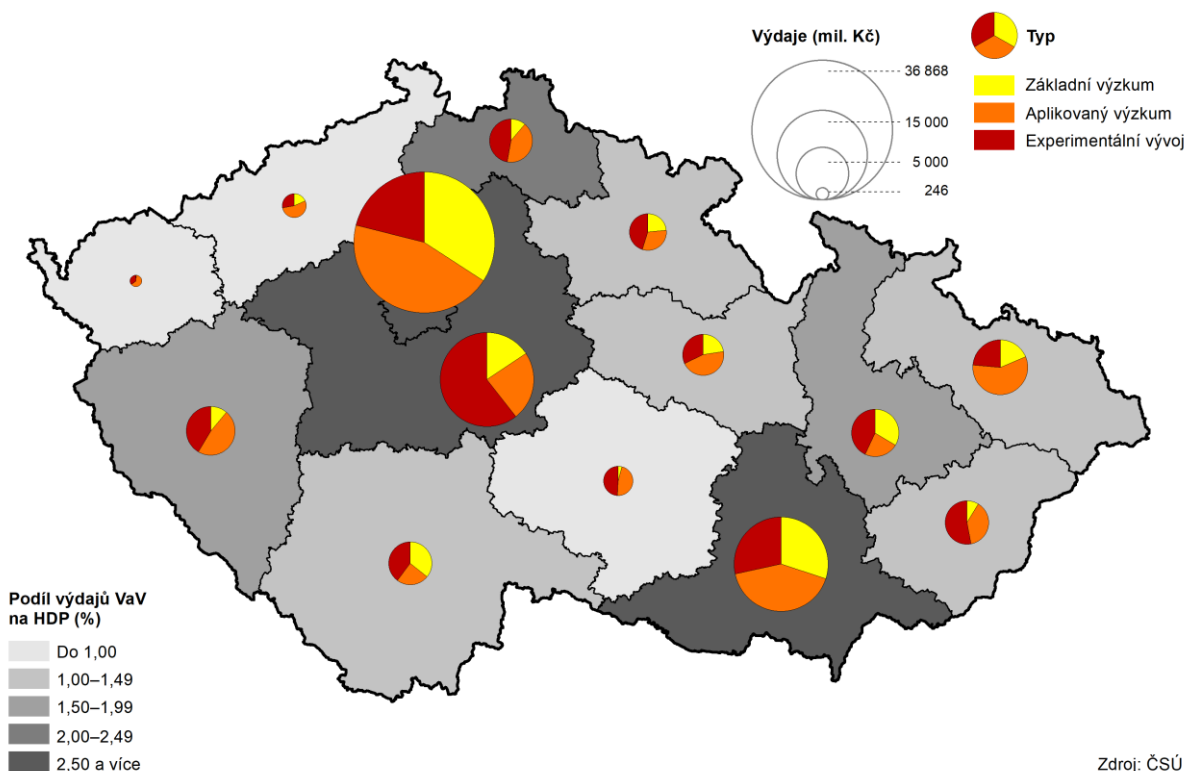 Výdaje (mil. Kč)
36 868
15 000
5 000
246
Typ
Základní výzkum
Aplikovaný výzkum
Experimentální vývoj
Podíl výdajů VaV
na HDP (%)
Do 1,00
1,00–1,49
1,50–1,99
2,00–2,49
2,50 a více
Zdroj: ČSÚ